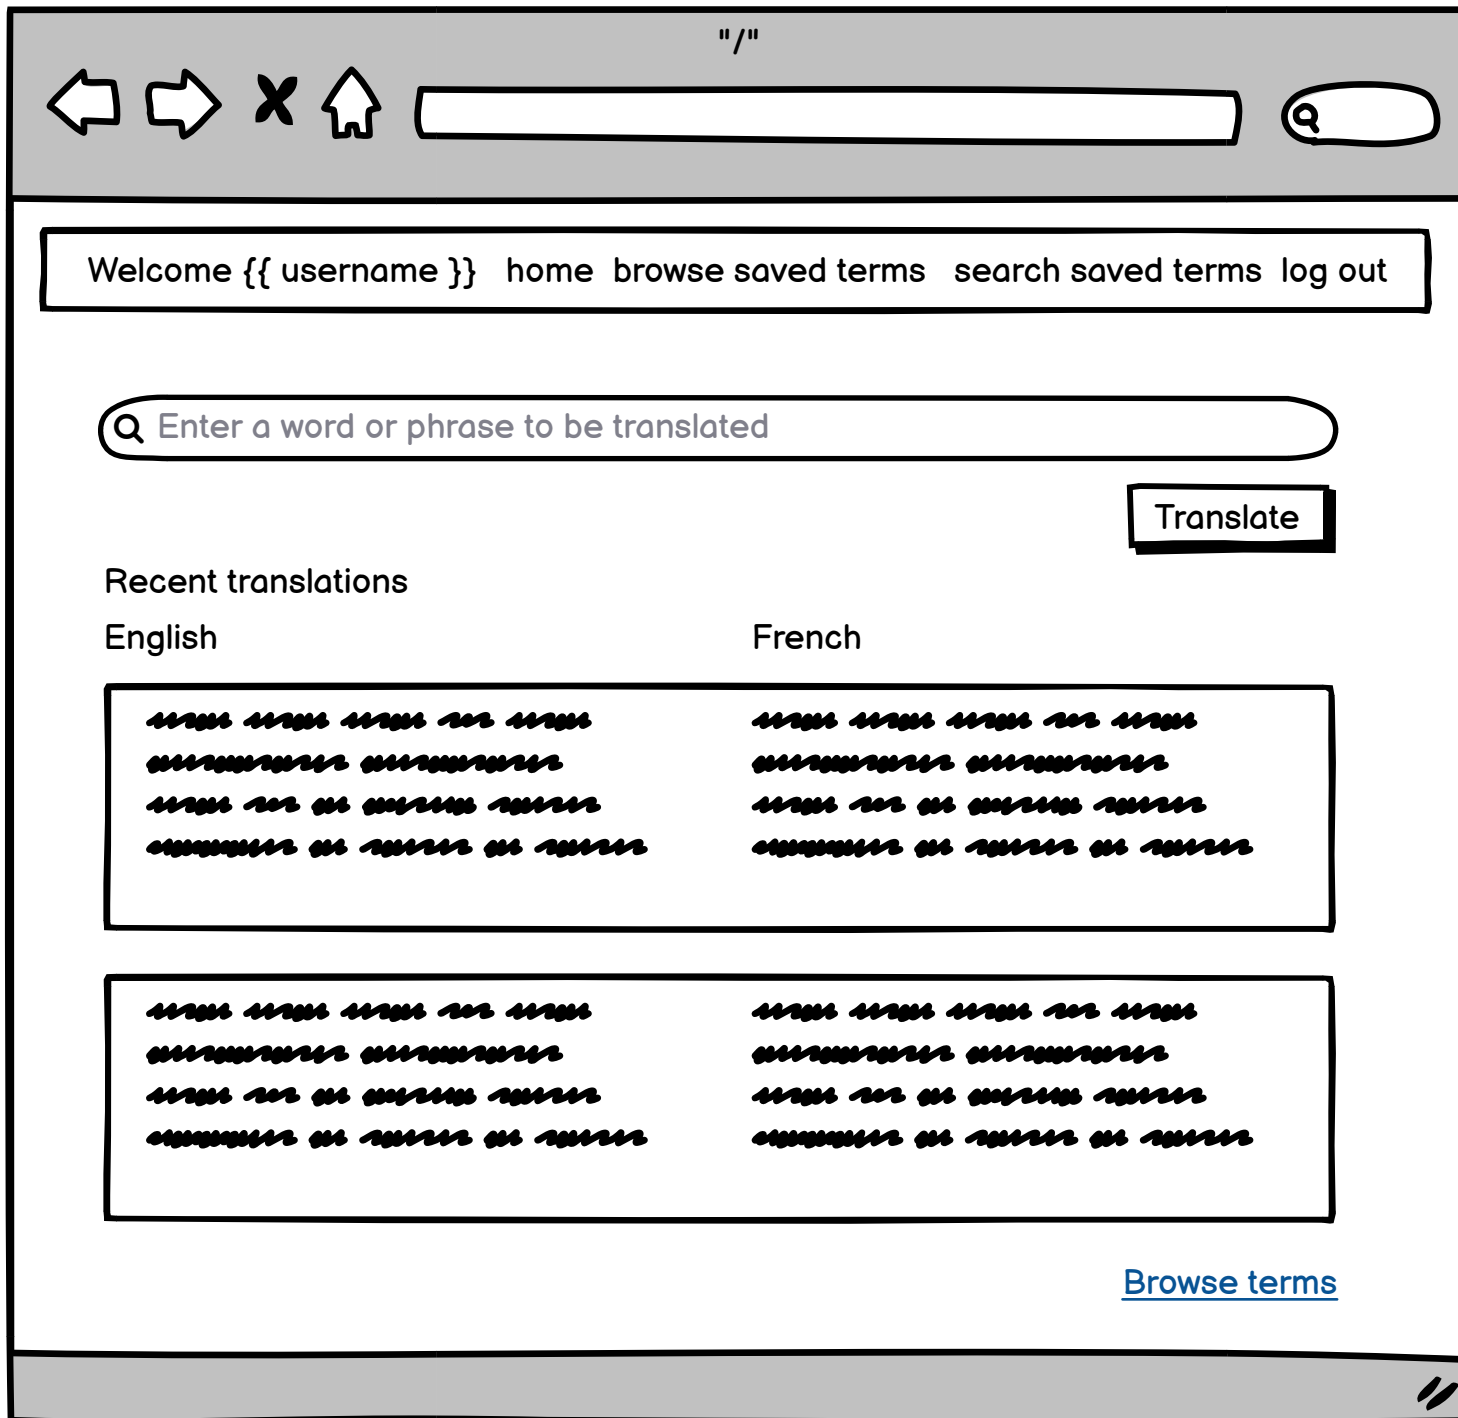 "/"
Welcome {{ username }} home browse saved terms search saved terms log out
Enter a word or phrase to be translated
Translate
Recent translations
English French
Browse terms